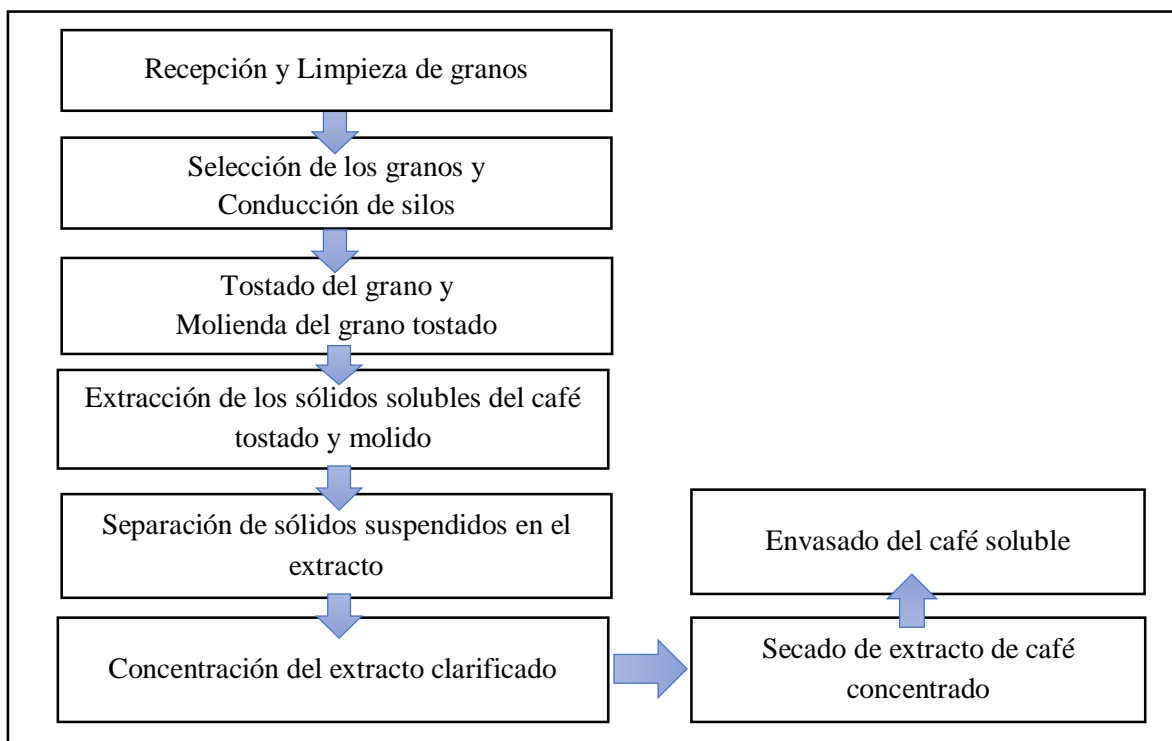 Recepción y Limpieza de granos
Selección de los granos y
Conducción de silos
Tostado del grano y
Molienda del grano tostado
Extracción de los sólidos solubles del café
tostado y molido
Separación de sólidos suspendidos en el
extracto
Concentración del extracto clarificado
Secado de extracto de café
concentrado
Envasado del café soluble